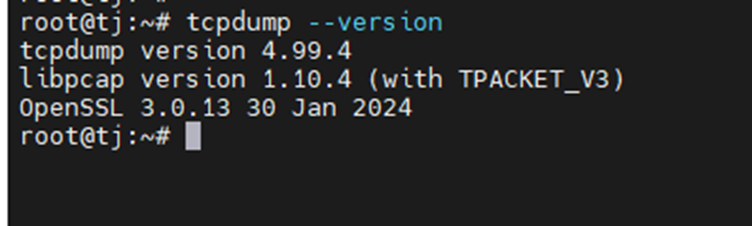 root@tj:~# tcpdump --version
tcpdump version 4.99.4
libpcap version 1.10.4 (with TPACKET_V3)
OpenSSL 3.0.13 30 Jan 2024
root@tj:~#